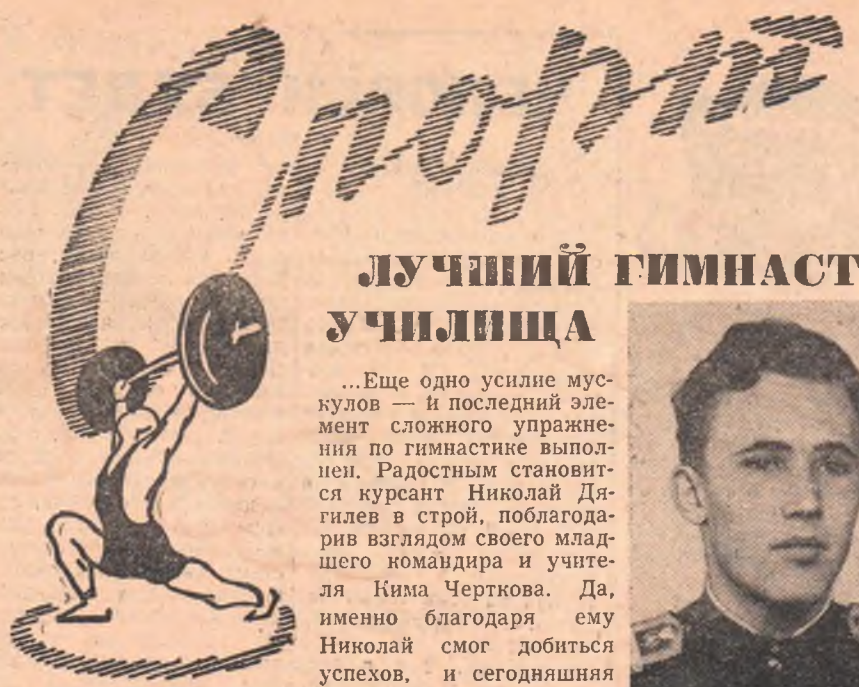 Спорт
ЛУЧШИЙ ГИМНАСТ
УЧИЛИЩА
...Еще одно усилие мус-
кулов — и последний эле-
мент сложного упражне-
ния по гимнастике выпол-
нен. Радостным становит-
ся курсант Николай Дя-
гилев в строй, поблагода-
рив взглядом своего млад-
шего командира и учите-
ля Кима Черткова. Да,
именно благодаря ему
Николай смог добиться
успехов, и сегодняшняя